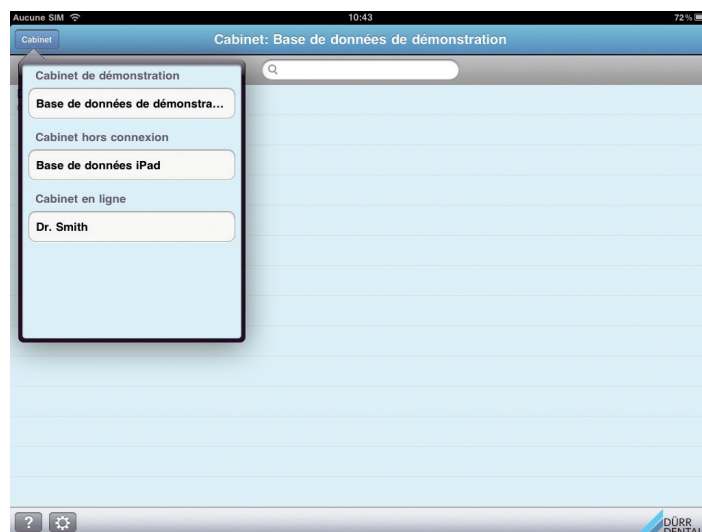 Aucune SIM 10:43 72 %
Cabinet
Cabinet: Base de données de démonstration
Cabinet de démonstration
Base de données de démonstra...
Cabinet hors connexion
Base de données iPad
Cabinet en ligne
Dr. Smith
?
DÜRR
DENTAL